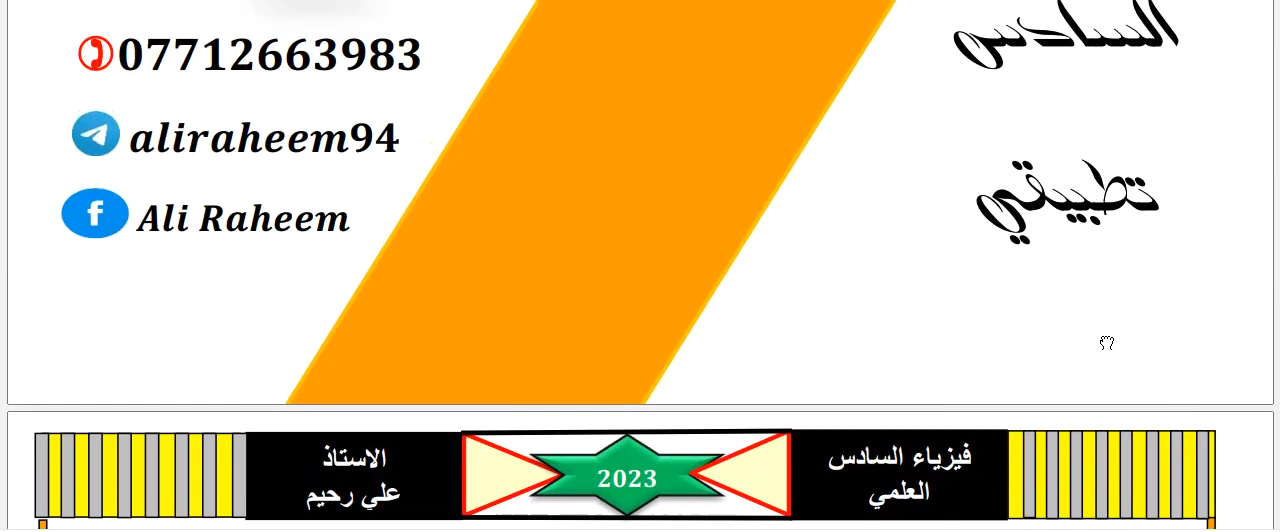 السادس
تطبيقي
07712663983
aliraheem94
Ali Raheem
فيزياء السادس
العلمي
2023
الاستاذ
علي رحيم